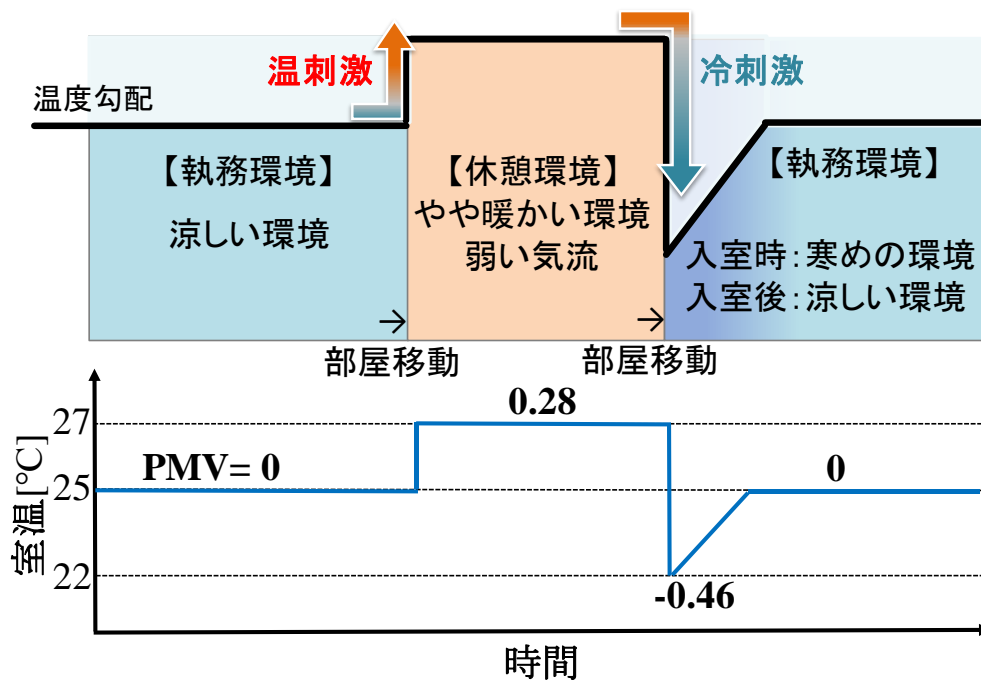 温刺激
冷刺激
温度勾配
【執務環境】
涼しい環境
【休憩環境】
やや暖かい環境
弱い気流
【執務環境】
入室時：寒めの環境
入室後：涼しい環境
→
→
部屋移動
部屋移動
0.28
27
PMV= 0
0
25
室温[℃]
22
-0.46
時間